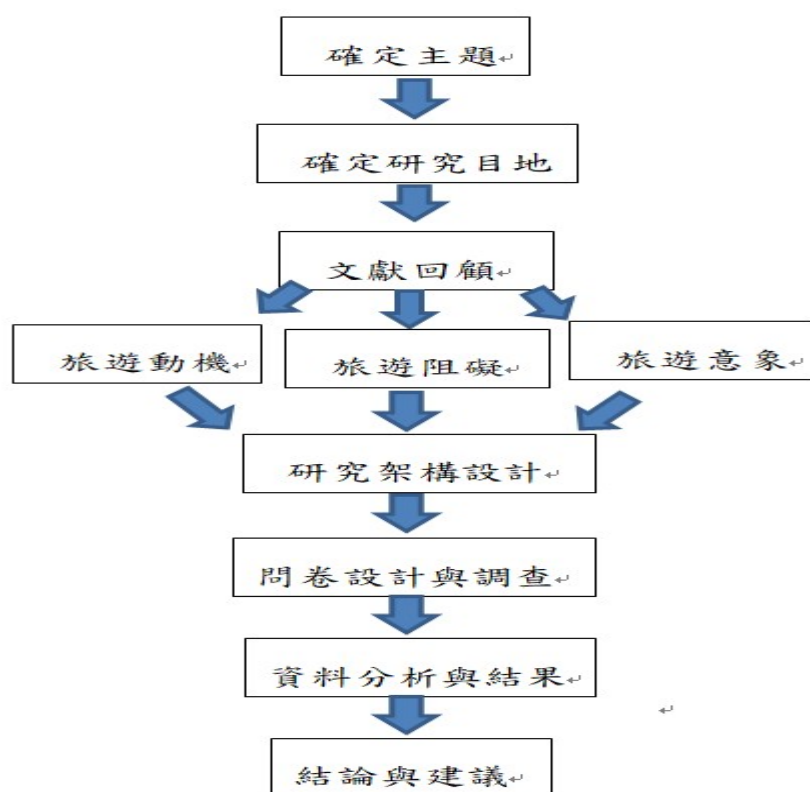 確定主題
確定研究目地
文獻回顧
旅遊動機
旅遊阻礙
旅遊意象
研究架構設計
問卷設計與調查
資料分析與結果
結論與建議